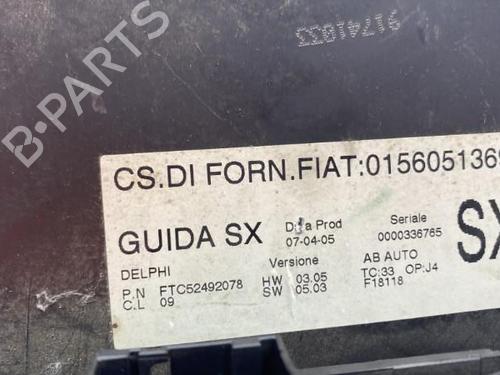 91741033
CS.DI FORN.FIAT:0156051369
GUIDA SX
Data Prod
07-04-05
Seriale
0000336765
SX
DELPHI
Versione
AB AUTO
P.N FTC52492078
HW 03.05
TC:33 OP:J4
C.L 09
SW 05.03
F18118
B-PARTS